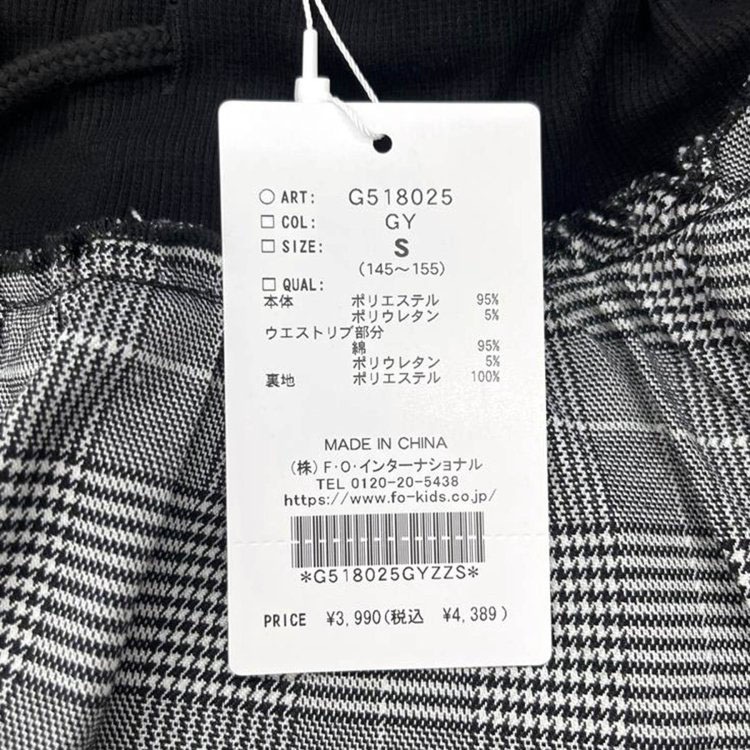 ○ ART: G518025
□ COL: GY
□ SIZE: S
(145~155)
□ QUAL:
本体 ポリエステル 95%
ポリウレタン 5%
ウエストリブ部分
綿 95%
ポリウレタン 5%
裏地 ポリエステル 100%
MADE IN CHINA
(株)F・O・インターナショナル
TEL 0120-20-5438
https://www.fo-kids.co.jp/
*G518025GYZZS*
PRICE ¥3,990(税込 ¥4,389)